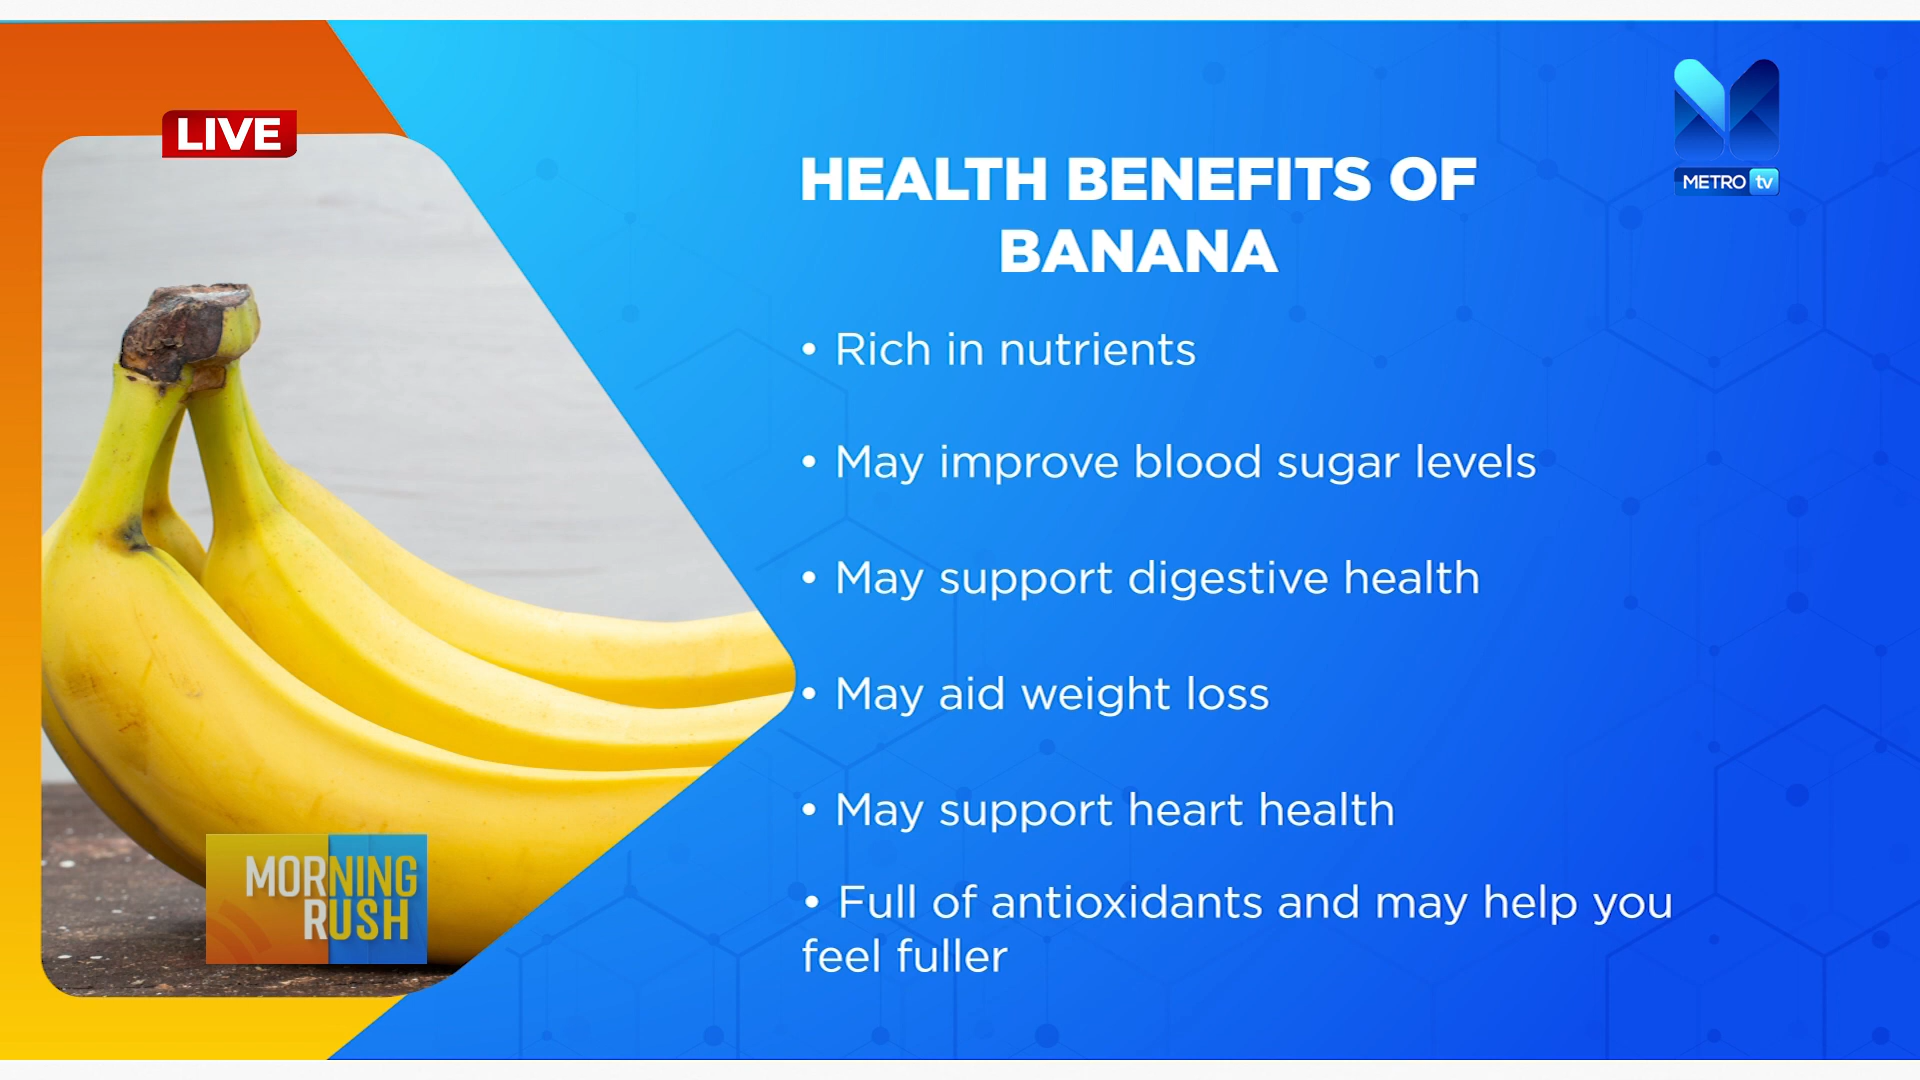 LIVE
METRO tv
HEALTH BENEFITS OF
BANANA
• Rich in nutrients
• May improve blood sugar levels
• May support digestive health
• May aid weight loss
• May support heart health
• Full of antioxidants and may help you
feel fuller
MORNING
RUSH